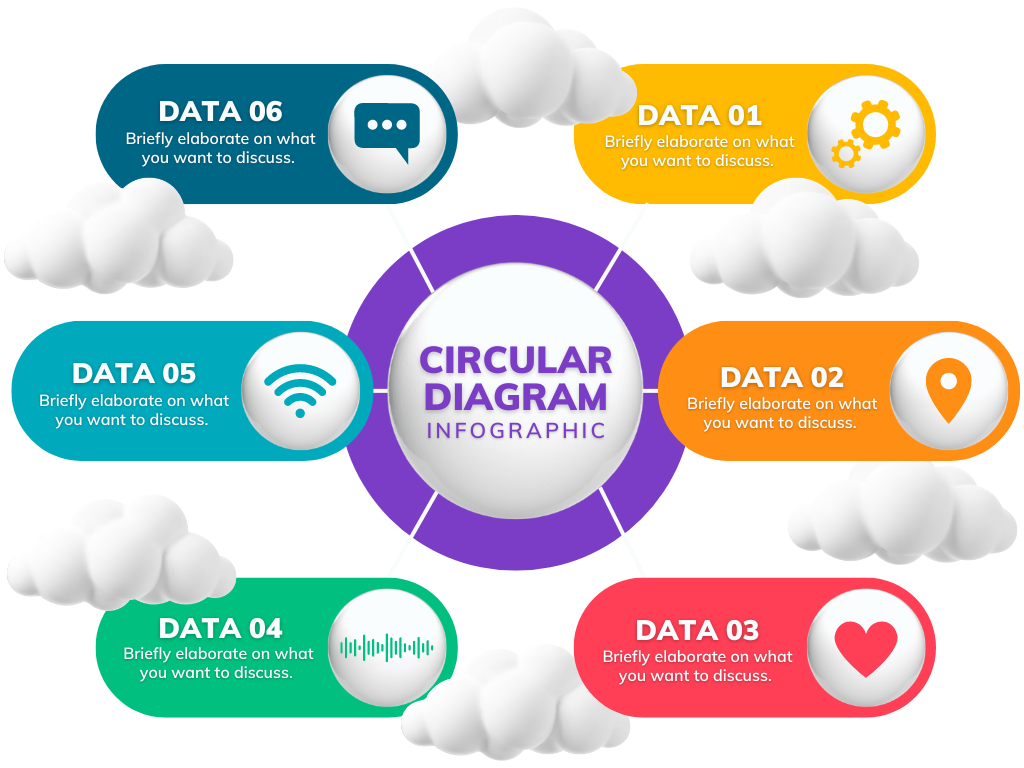 DATA 06
Briefly elaborate on what
you want to discuss.
DATA 01
Briefly elaborate on what
you want to discuss.
DATA 05
Briefly elaborate on what
you want to discuss.
CIRCULAR
DIAGRAM
INFOGRAPHIC
DATA 02
Briefly elaborate on what
you want to discuss.
DATA 04
Briefly elaborate on what
you want to discuss.
DATA 03
Briefly elaborate on what
you want to discuss.